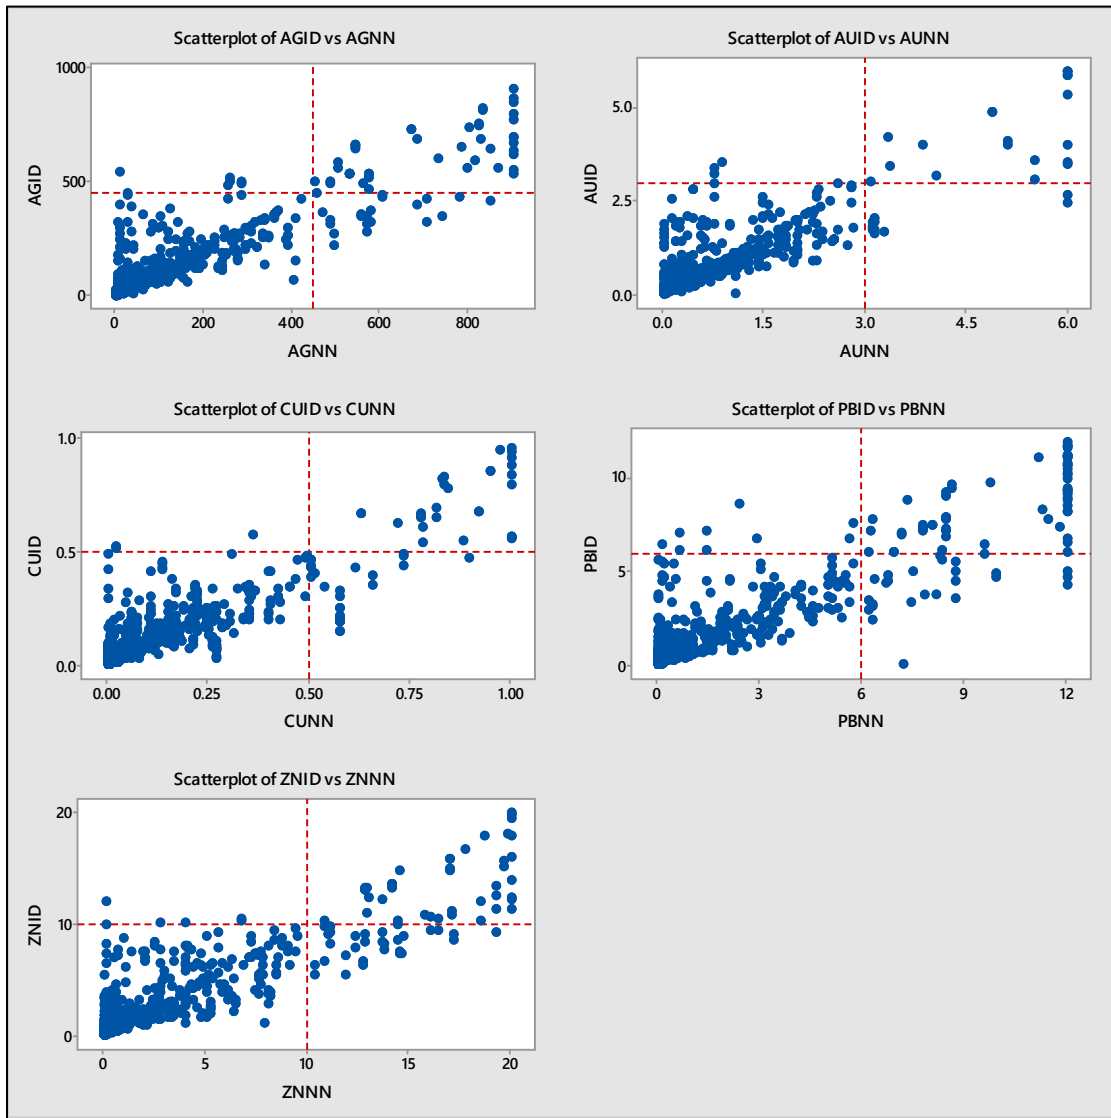 Scatterplot of AGID vs AGNN
1000
500
0
AGID
0 200 400 600 800
AGNN
Scatterplot of AUID vs AUNN
5.0
2.5
0.0
AUID
0.0 1.5 3.0 4.5 6.0
AUNN
Scatterplot of CUID vs CUNN
1.0
0.5
0.0
CUID
0.00 0.25 0.50 0.75 1.00
CUNN
Scatterplot of PBID vs PBNN
10
5
0
PBID
0 3 6 9 12
PBNN
Scatterplot of ZNID vs ZNNN
20
10
0
ZNID
0 5 10 15 20
ZNNN